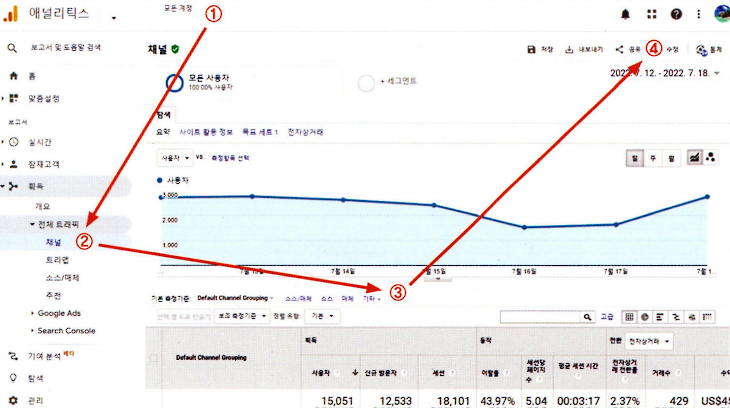 모든 계정 ①
애널리틱스
보고서 및 도움말 검색
채널
저장 내보내기 공유 ④ 수정 통계
홈
맞춤설정
모든 사용자
100.00% 사용자
+ 세그먼트
2022. 7. 12. - 2022. 7. 18.
보고서
실시간
잠재고객
획득
개요
전체 트래픽
채널 ②
트리맵
소스/매체
추천
Google Ads
Search Console
기여 분석 베타
탐색
관리
탐색
요약 사이트 활동 정보 목표 세트 1 전자상거래
사용자 VS. 측정항목 선택
일 주 월
사용자
3,000
2,000
1,000
7월 13일 7월 14일 7월 15일 7월 16일 7월 17일 7월 1...
③
기본 측정기준: Default Channel Grouping 소스/매체 소스 매체 기타
보조 측정기준 정렬 유형: 기본 고급
Default Channel Grouping
획득 동작 전환 전자상거래
사용자 신규 방문자 세션 이탈률 세션당 페이지수 평균 세션 시간 전자상거래 전환율 거래수 수익
15,051 12,533 18,101 43.97% 5.04 00:03:17 2.37% 429